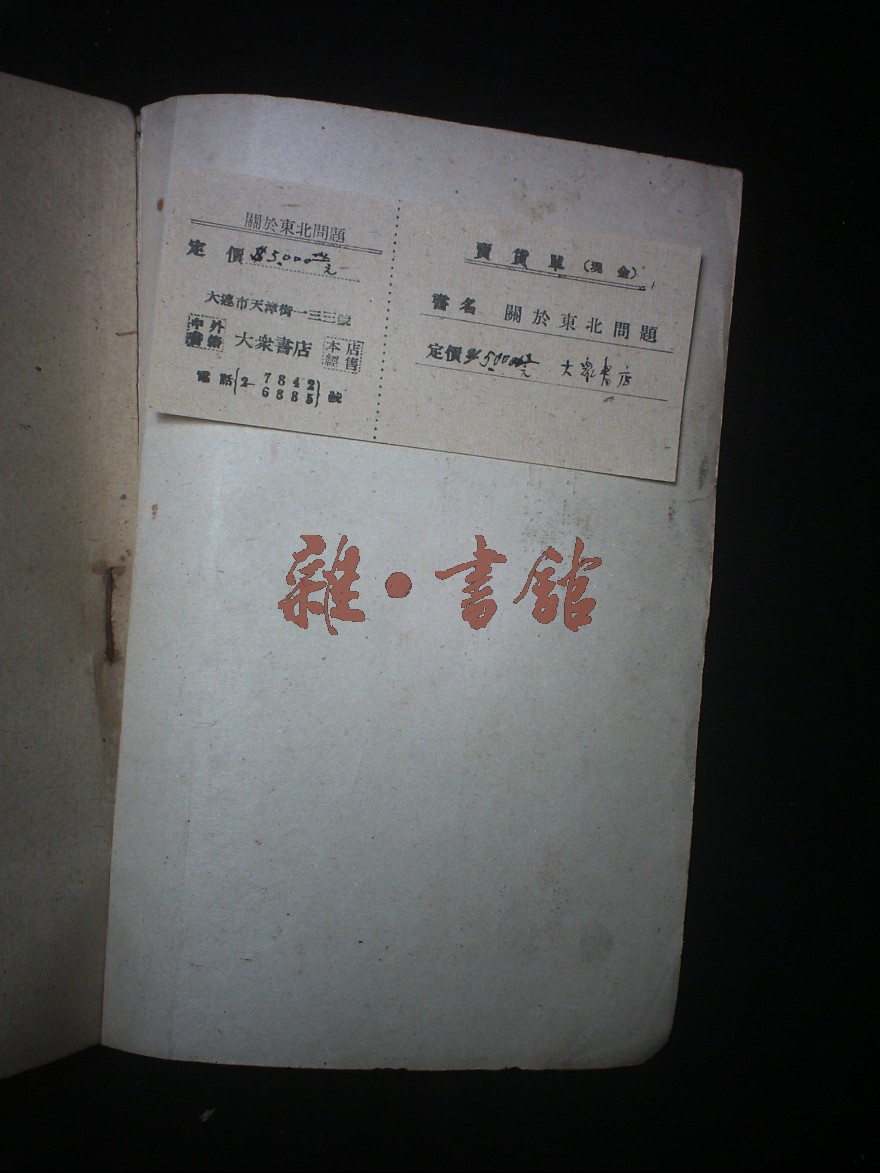 關於東北問題
定價 $5,000元
大連市天津街一三三號
中外書籍 大衆書店 本店經售
電話(2-7842 6885)號
賣貨單(現金)
書名 關於東北問題
定價 $5,000元 大衆書店
雜·書館